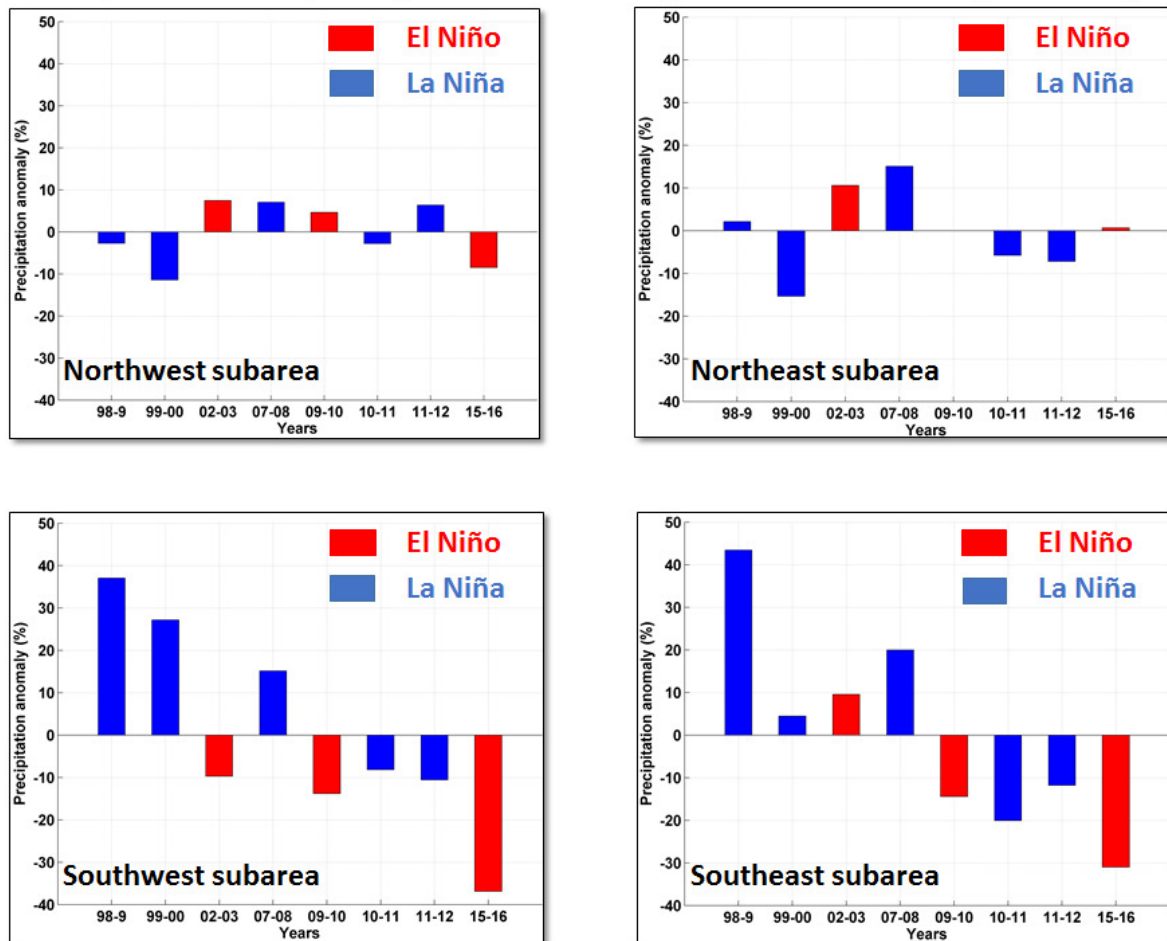 50
40
30
20
10
0
-10
-20
-30
-40
Precipitation anomaly (%)
El Niño
La Niña
Northwest subarea
98-9 99-00 02-03 07-08 09-10 10-11 11-12 15-16
Years
50
40
30
20
10
0
-10
-20
-30
-40
Precipitation anomaly (%)
El Niño
La Niña
Northeast subarea
98-9 99-00 02-03 07-08 09-10 10-11 11-12 15-16
Years
50
40
30
20
10
0
-10
-20
-30
-40
Precipitation anomaly (%)
El Niño
La Niña
Southwest subarea
98-9 99-00 02-03 07-08 09-10 10-11 11-12 15-16
Years
50
40
30
20
10
0
-10
-20
-30
-40
Precipitation anomaly (%)
El Niño
La Niña
Southeast subarea
98-9 99-00 02-03 07-08 09-10 10-11 11-12 15-16
Years